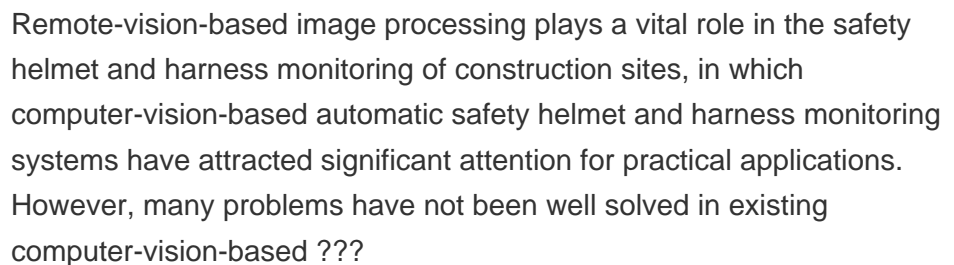 Remote-vision-based image processing plays a vital role in the safety
helmet and harness monitoring of construction sites, in which
computer-vision-based automatic safety helmet and harness monitoring
systems have attracted significant attention for practical applications.
However, many problems have not been well solved in existing
computer-vision-based ???